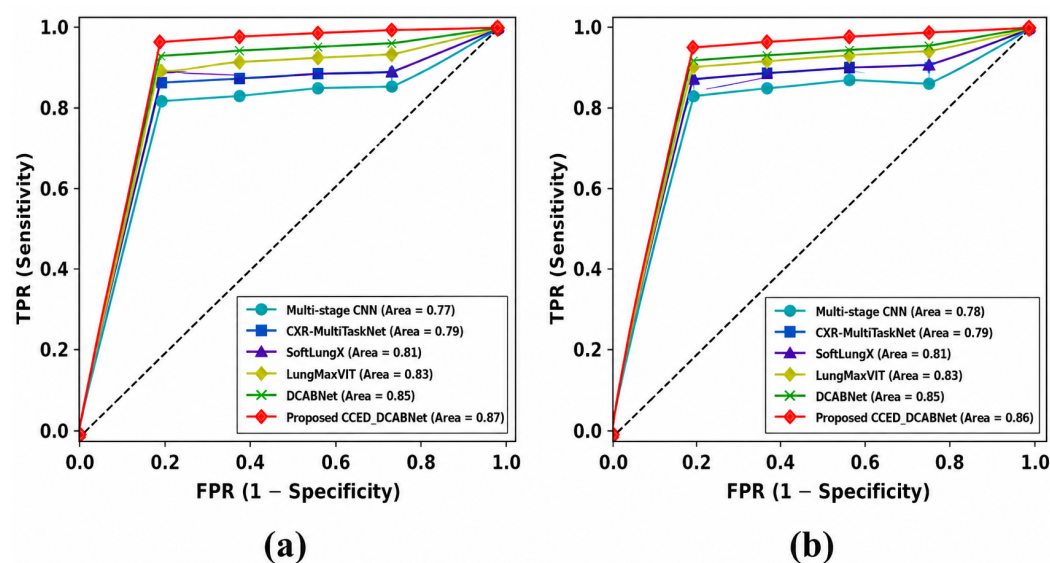 1.0
0.8
0.6
0.4
0.2
0.0
TPR (Sensitivity)
Multi-stage CNN (Area = 0.77)
CXR-MultiTaskNet (Area = 0.79)
SoftLungX (Area = 0.81)
LungMaxVIT (Area = 0.83)
DCABNet (Area = 0.85)
Proposed CCED_DCABNet (Area = 0.87)
0.0 0.2 0.4 0.6 0.8 1.0
FPR (1 − Specificity)
(a)
1.0
0.8
0.6
0.4
0.2
0.0
TPR (Sensitivity)
Multi-stage CNN (Area = 0.78)
CXR-MultiTaskNet (Area = 0.79)
SoftLungX (Area = 0.81)
LungMaxVIT (Area = 0.83)
DCABNet (Area = 0.85)
Proposed CCED_DCABNet (Area = 0.86)
0.0 0.2 0.4 0.6 0.8 1.0
FPR (1 − Specificity)
(b)